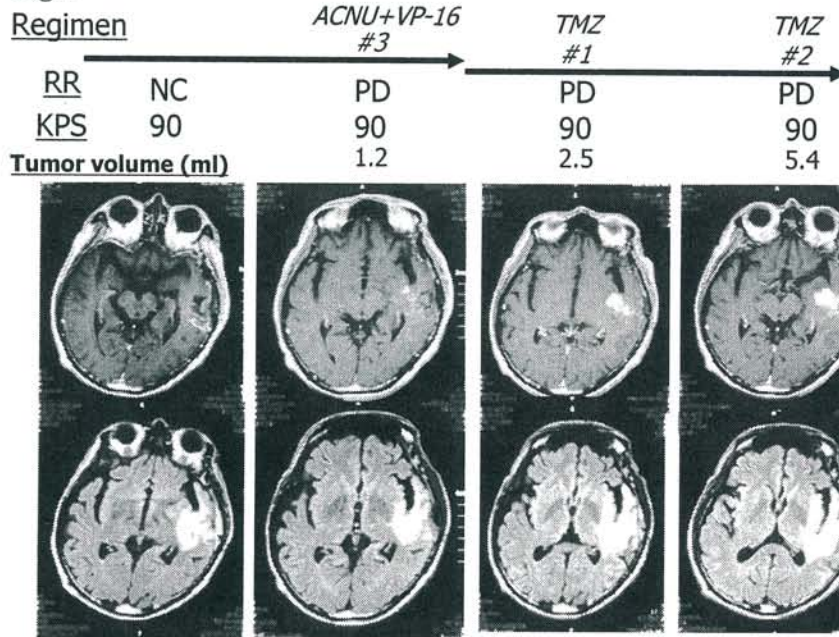 Regimen
ACNU+VP-16
#3
TMZ
#1
TMZ
#2
RR NC PD PD PD
KPS 90 90 90 90
Tumor volume (ml) 1.2 2.5 5.4